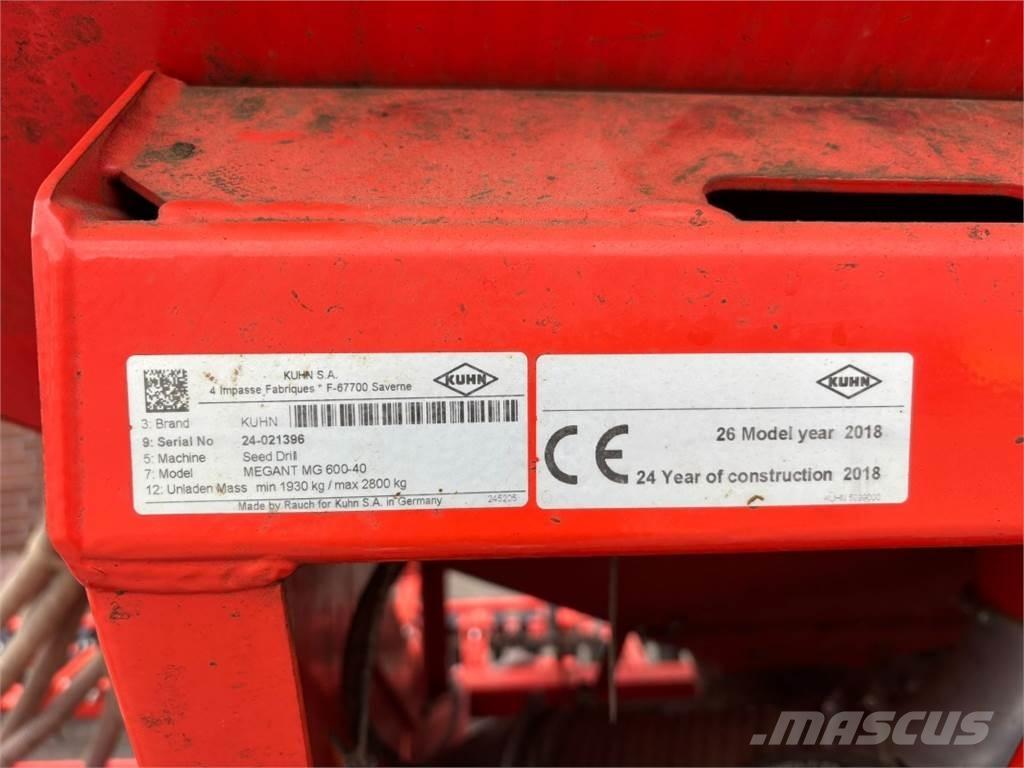 KUHN S.A.
4 Impasse Fabriques * F-67700 Saverne
KUHN
3: Brand KUHN
9: Serial No 24-021396
5: Machine Seed Drill
7: Model MEGANT MG 600-40
12: Unladen Mass min 1930 kg / max 2800 kg
Made by Rauch for Kuhn S.A. in Germany
245205
KUHN
CE
26 Model year 2018
24 Year of construction 2018
MASCUS